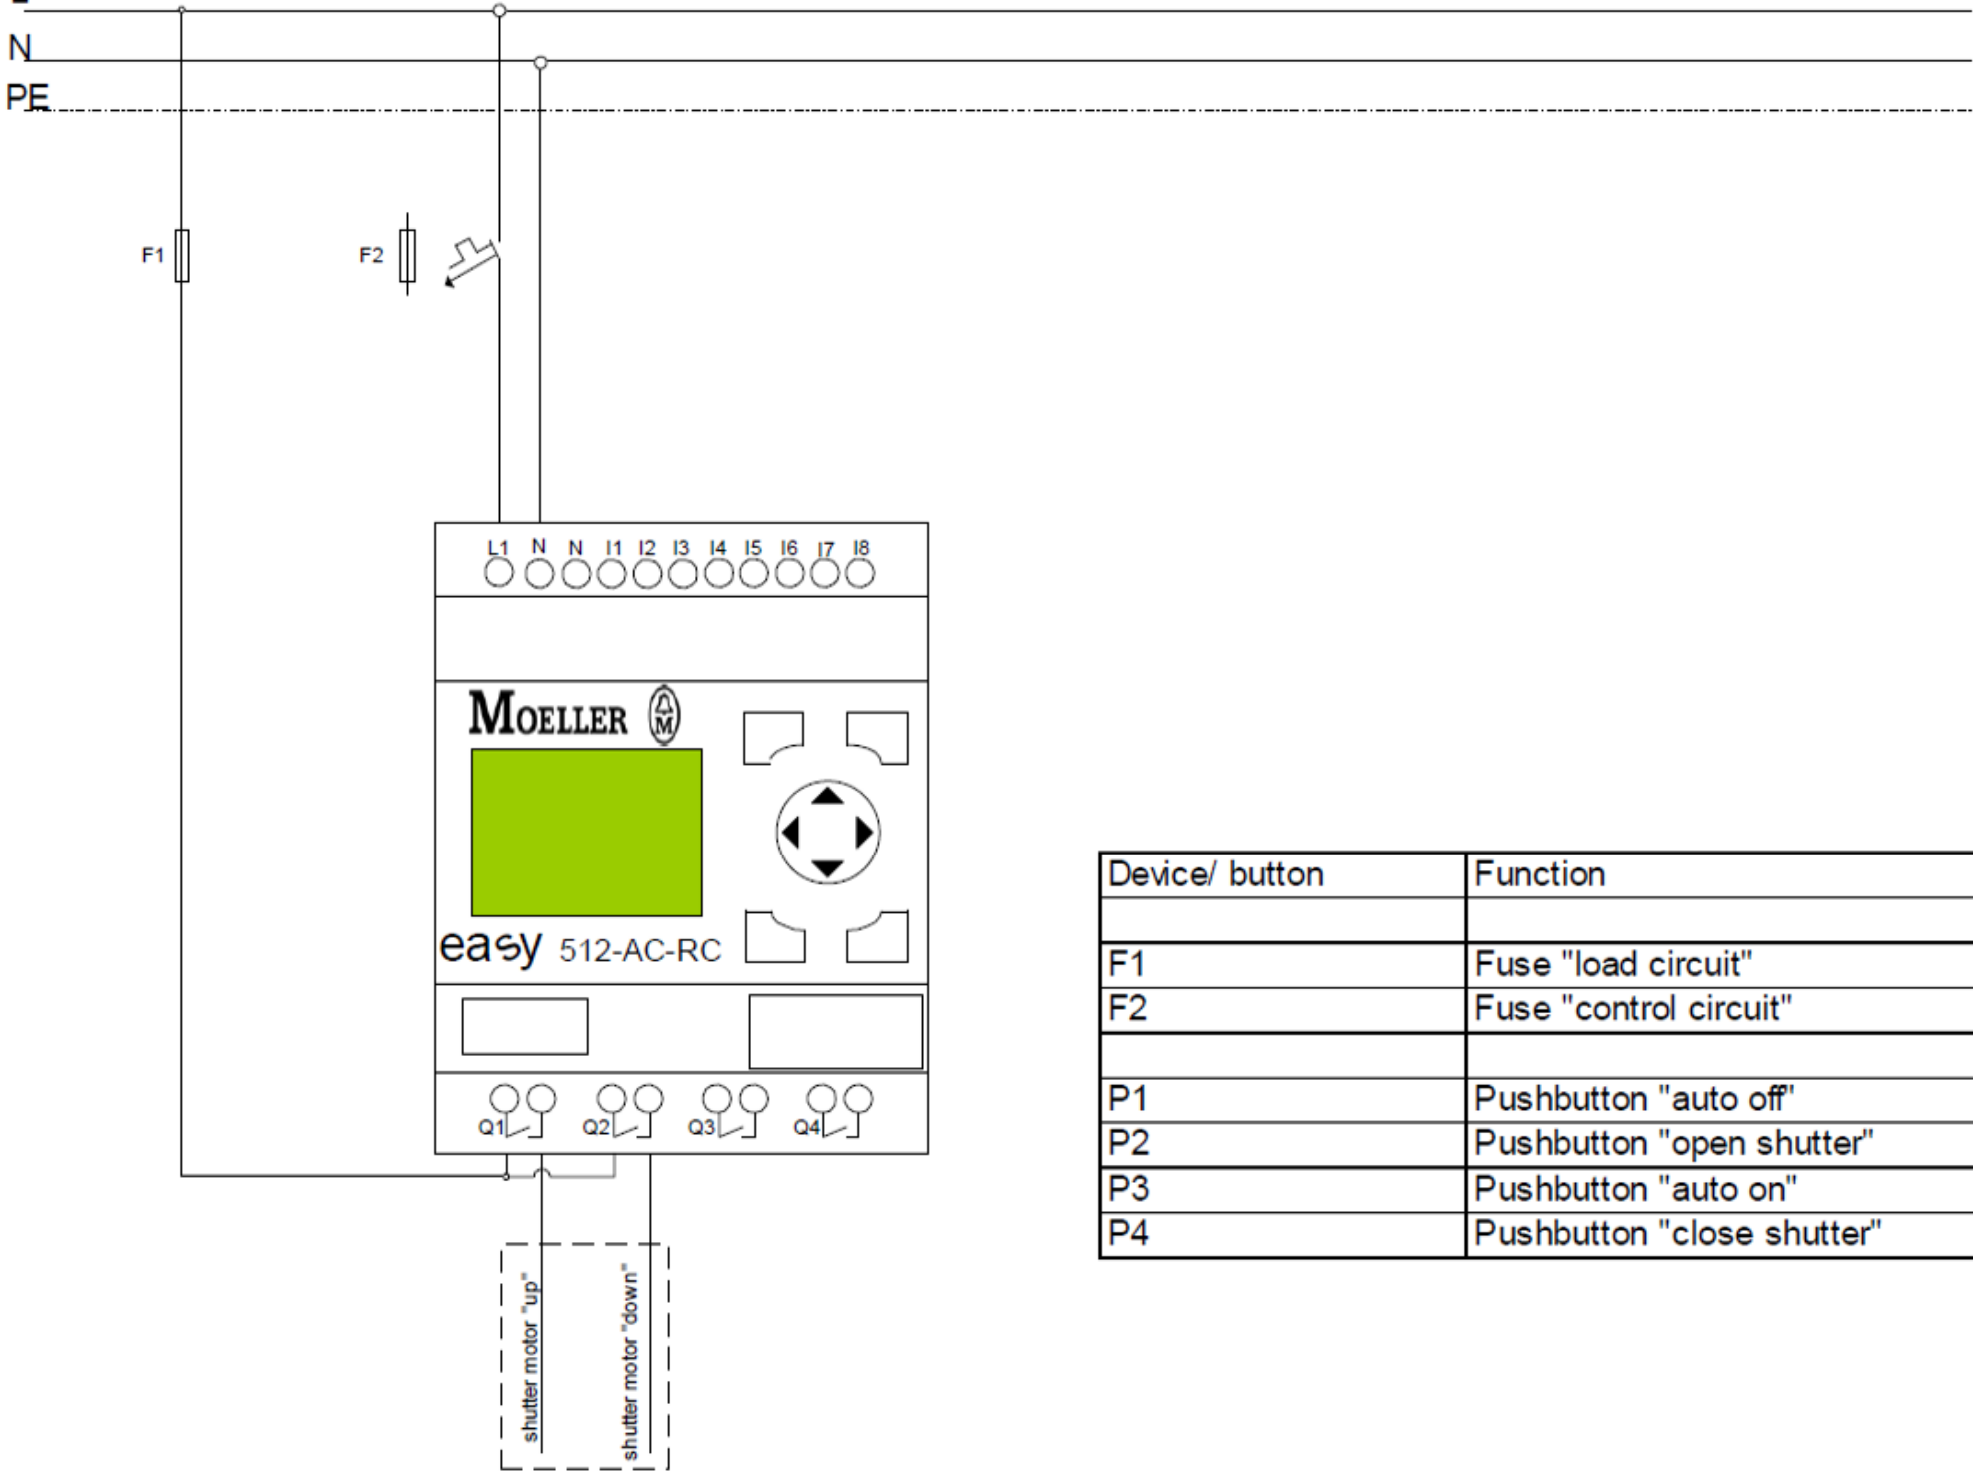 N
PE
F1
F2
L1 N N I1 I2 I3 I4 I5 I6 I7 I8
MOELLER
M
easy 512-AC-RC
Q1 Q2 Q3 Q4
shutter motor "up"
shutter motor "down"
Device/ button Function
F1 Fuse "load circuit"
F2 Fuse "control circuit"
P1 Pushbutton "auto off"
P2 Pushbutton "open shutter"
P3 Pushbutton "auto on"
P4 Pushbutton "close shutter"